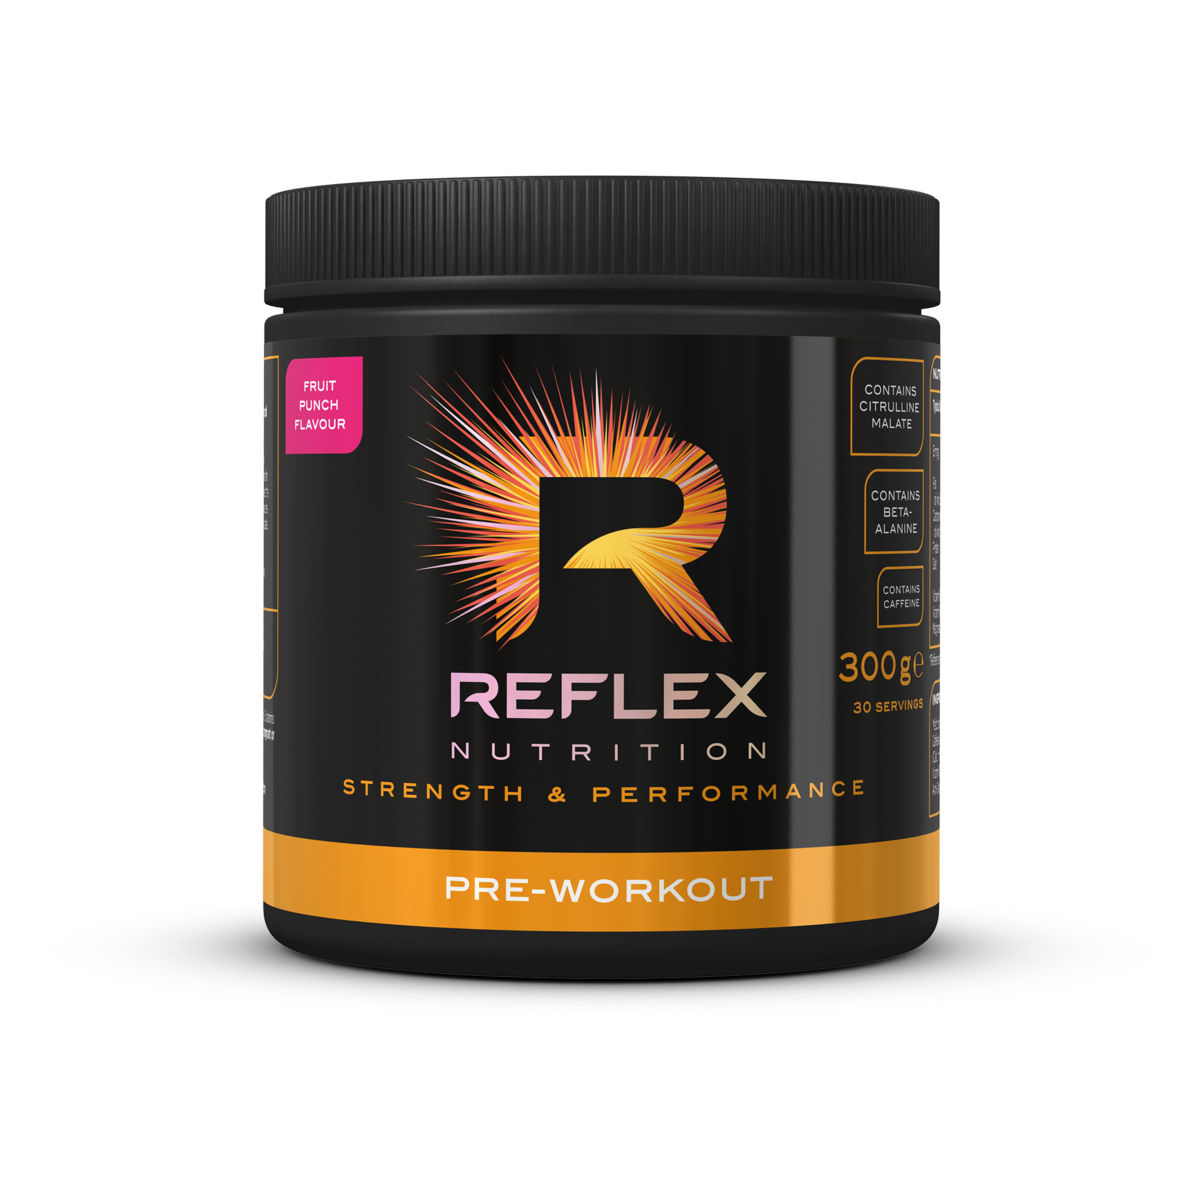 FRUIT
PUNCH
FLAVOUR
CONTAINS
CITRULLINE
MALATE
CONTAINS
BETA-
ALANINE
CONTAINS
CAFFEINE
300g℮
30 SERVINGS
REFLEX
NUTRITION
STRENGTH & PERFORMANCE
PRE-WORKOUT